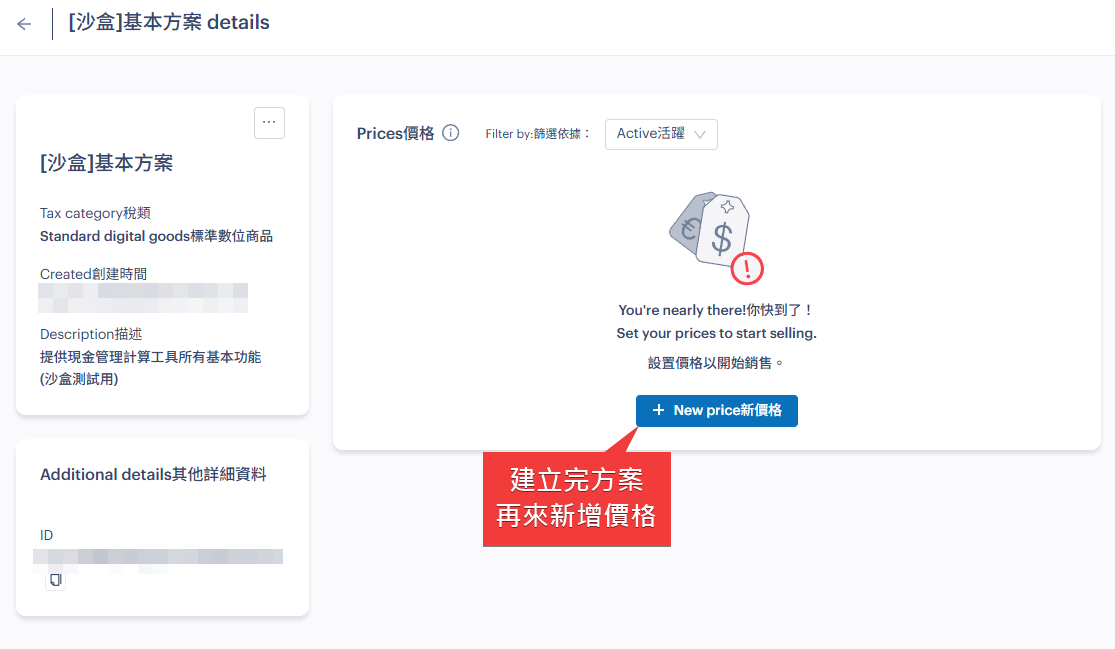 [沙盒]基本方案 details
[沙盒]基本方案
Tax category稅類
Standard digital goods標準數位商品
Created創建時間
Description描述
提供現金管理計算工具所有基本功能
(沙盒測試用)
Additional details其他詳細資料
ID
Prices價格
Filter by:篩選依據：
Active活躍
You're nearly there!你快到了！
Set your prices to start selling.
設置價格以開始銷售。
+ New price新價格
建立完方案
再來新增價格